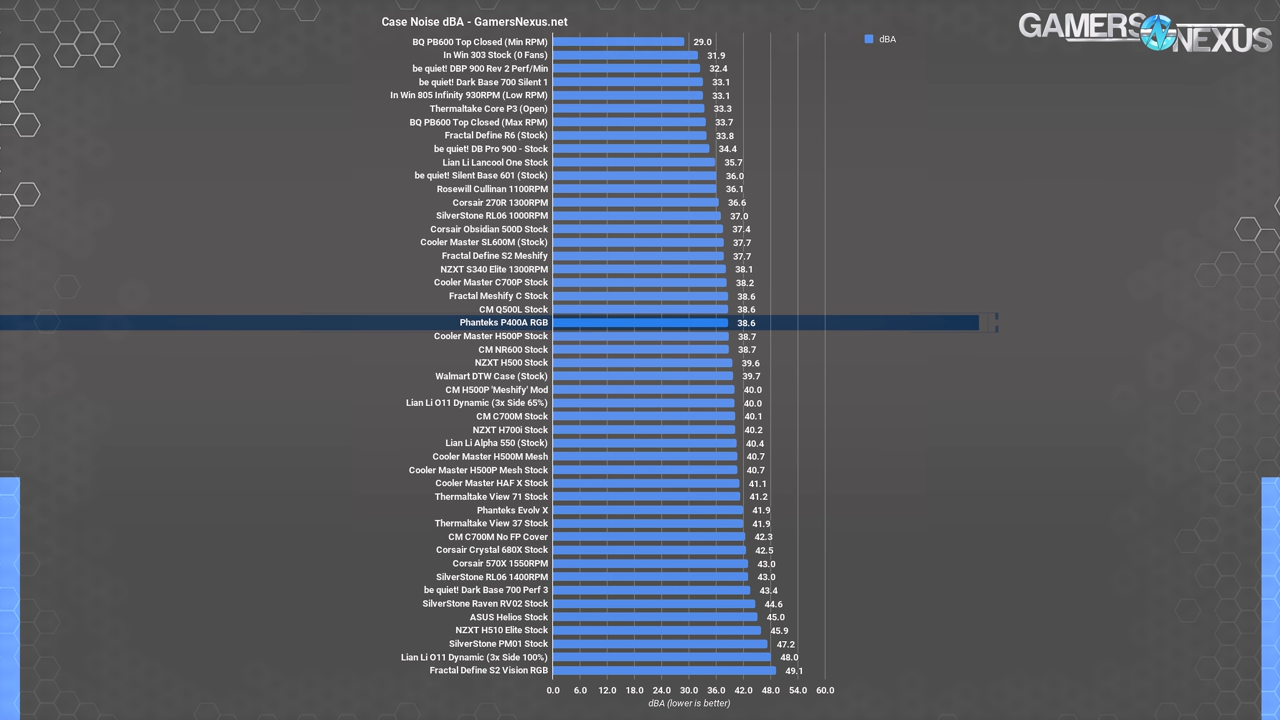 Case Noise dBA - GamersNexus.net
GAMERS
NEXUS
dBA
BQ PB600 Top Closed (Min RPM) 29.0
In Win 303 Stock (0 Fans) 31.9
be quiet! DBP 900 Rev 2 Perf/Min 32.4
be quiet! Dark Base 700 Silent 1 33.1
In Win 805 Infinity 930RPM (Low RPM) 33.1
Thermaltake Core P3 (Open) 33.3
BQ PB600 Top Closed (Max RPM) 33.7
Fractal Define R6 (Stock) 33.8
be quiet! DB Pro 900 - Stock 34.4
Lian Li Lancool One Stock 35.7
be quiet! Silent Base 601 (Stock) 36.0
Rosewill Cullinan 1100RPM 36.1
Corsair 270R 1300RPM 36.6
SilverStone RL06 1000RPM 37.0
Corsair Obsidian 500D Stock 37.4
Cooler Master SL600M (Stock) 37.7
Fractal Define S2 Meshify 37.7
NZXT S340 Elite 1300RPM 38.1
Cooler Master C700P Stock 38.2
Fractal Meshify C Stock 38.6
CM Q500L Stock 38.6
Phanteks P400A RGB 38.6
Cooler Master H500P Stock 38.7
CM NR600 Stock 38.7
NZXT H500 Stock 39.6
Walmart DTW Case (Stock) 39.7
CM H500P 'Meshify' Mod 40.0
Lian Li O11 Dynamic (3x Side 65%) 40.0
CM C700M Stock 40.1
NZXT H700i Stock 40.2
Lian Li Alpha 550 (Stock) 40.4
Cooler Master H500M Mesh 40.7
Cooler Master H500P Mesh Stock 40.7
Cooler Master HAF X Stock 41.1
Thermaltake View 71 Stock 41.2
Phanteks Evolv X 41.9
Thermaltake View 37 Stock 41.9
CM C700M No FP Cover 42.3
Corsair Crystal 680X Stock 42.5
Corsair 570X 1550RPM 43.0
SilverStone RL06 1400RPM 43.0
be quiet! Dark Base 700 Perf 3 43.4
SilverStone Raven RV02 Stock 44.6
ASUS Helios Stock 45.0
NZXT H510 Elite Stock 45.9
SilverStone PM01 Stock 47.2
Lian Li O11 Dynamic (3x Side 100%) 48.0
Fractal Define S2 Vision RGB 49.1
0.0 6.0 12.0 18.0 24.0 30.0 36.0 42.0 48.0 54.0 60.0
dBA (lower is better)